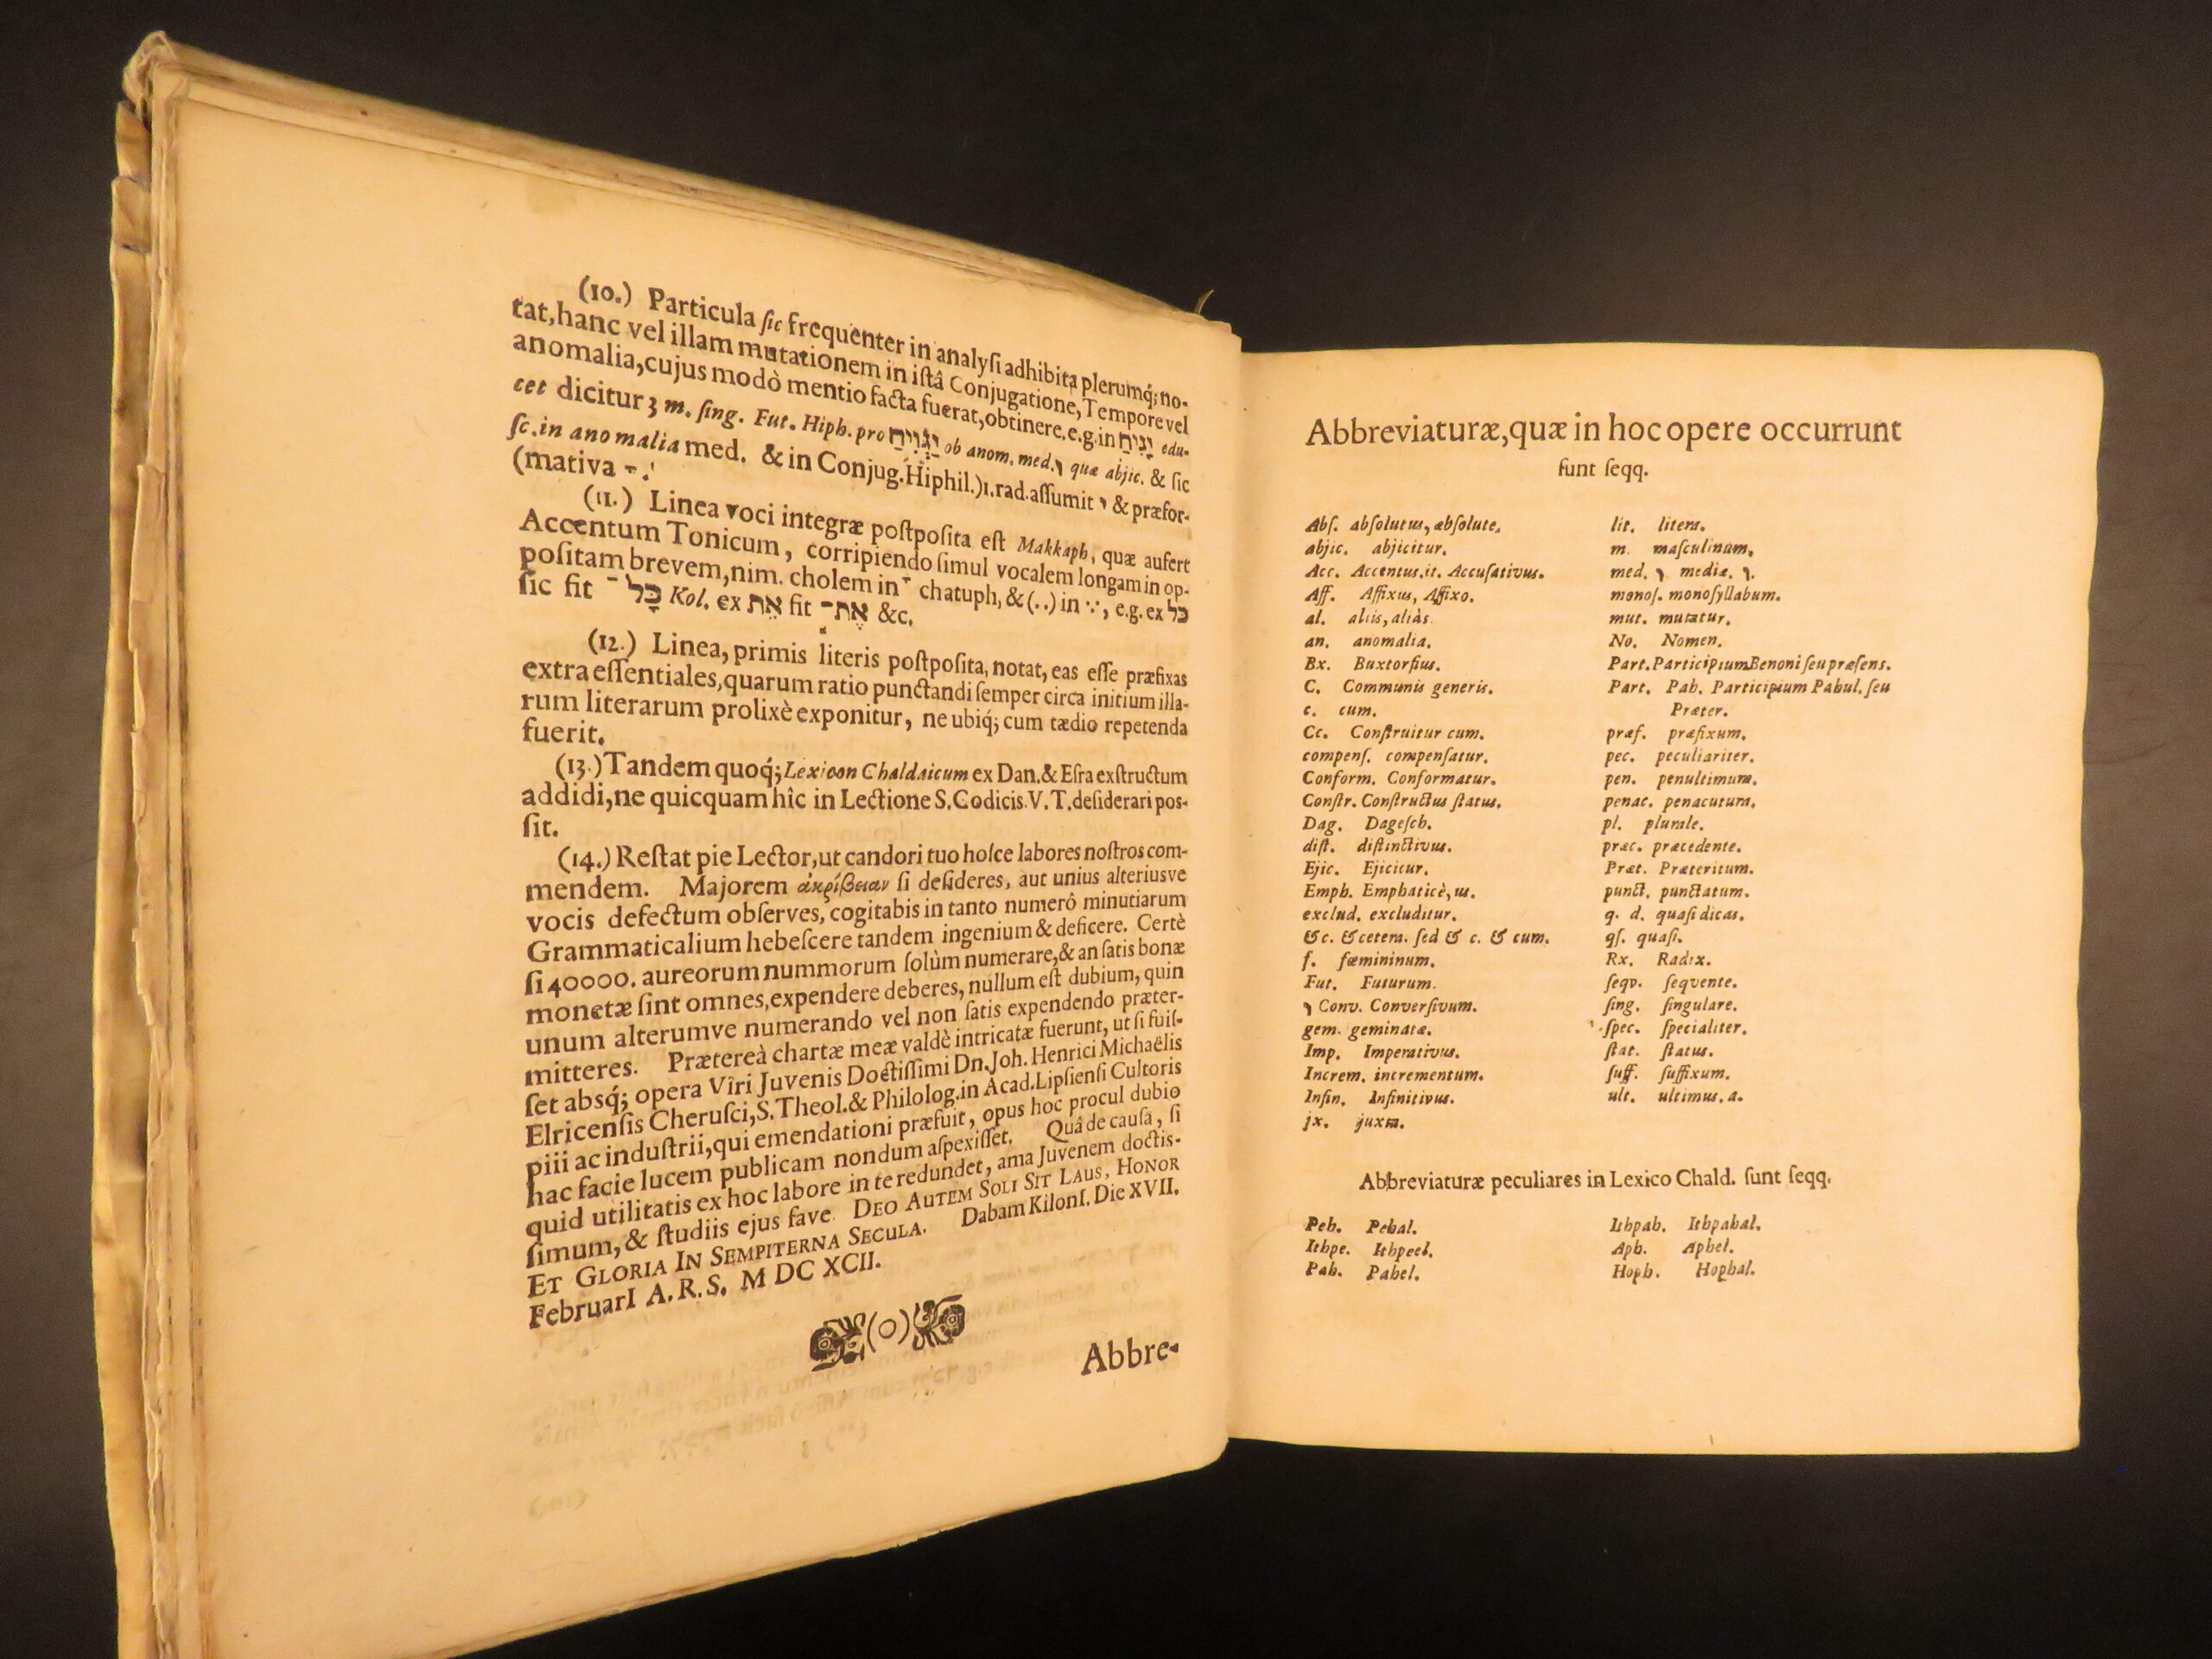 (10.) Particula ſic frequenter in analyſi adhibita plerumq́; no-
tat, hanc vel illam mutationem in iſtâ Conjugatione, Tempore vel
anomalia, cujus modò mentio facta fuerat, obtinere. e.g. in יַגִּיחַ edu-
cet dicitur 3 m. ſing. Fut. Hiph. pro יַגְוִיחַ ob anom. med. ו quæ abjic. & ſic
ſc. in anomalia med. & in Conjug. Hiphil.) 1. rad. aſſumit י & præfor-
(mativa
(11.) Linea voci integræ poſtpoſita eſt Makkaph, quæ aufert
Accentum Tonicum, corripiendo ſimul vocalem longam in op-
poſitam brevem, nim. cholem in ָ chatuph, & (..) in ֶ, e.g. ex כֹּל
ſic fit כָּל־ Kol. ex אֵת fit אֶת־ &c.
(12.) Linea, primis literis poſtpoſita, notat, eas eſſe præfixas
extra eſſentiales, quarum ratio punctandi ſemper circa initium illa-
rum literarum prolixè exponitur, ne ubiq́; cum tædio repetenda
fuerit.
(13.) Tandem quoq́; Lexicon Chaldaicum ex Dan. & Eſra exſtructum
addidi, ne quicquam hîc in Lectione S. Codicis V. T. deſiderari poſ-
ſit.
(14.) Reſtat pie Lector, ut candori tuo hoſce labores noſtros com-
mendem. Majorem ἀκρίβειαν ſi deſideres, aut unius alteriusve
vocis defectum obſerves, cogitabis in tanto numerô minutiarum
Grammaticalium hebeſcere tandem ingenium & deficere. Certè
ſi 40000. aureorum nummorum ſolùm numerare, & an ſatis bonæ
monetæ ſint omnes, expendere deberes, nullum eſt dubium, quin
unum alterumve numerando vel non ſatis expendendo præter-
mitteres. Prætereà chartæ meæ valdè intricatæ fuerunt, ut ſi fuiſ-
ſet absq́; opera Viri Juvenis Doctiſſimi Dn. Joh. Henrici Michaëlis
Elricenſis Cheruſci, S. Theol. & Philolog. in Acad. Lipſienſi Cultoris
piii ac induſtrii, qui emendationi præfuit, opus hoc procul dubio
hac facie lucem publicam nondum aſpexiſſet. Quâ de cauſâ, ſi
quid utilitatis ex hoc labore in te redundet, ama Juvenem doctiſ-
ſimum, & ſtudiis ejus fave. DEO AUTEM SOLI SIT LAUS, HONOR
ET GLORIA IN SEMPITERNA SECULA. Dabam KilonI. Die XVII.
FebruarI A. R. S. M DC XCII.
(O)
Abbre-
Abbreviaturæ, quæ in hoc opere occurrunt
ſunt ſeqq.
Abſ. abſolutus, abſolute.
abjic. abjicitur.
Acc. Accentus. it. Accuſativus.
Aff. Affixus, Affixo.
al. aliis, aliàs.
an. anomalia.
Bx. Buxtorfius.
C. Communis generis.
c. cum.
Cc. Conſtruitur cum.
compenſ. compenſatur.
Conform. Conformatur.
Conſtr. Conſtructus ſtatus.
Dag. Dageſch.
diſt. diſtinctivus.
Ejic. Ejicitur.
Emph. Emphaticè, us.
exclud. excluditur.
&c. & cetera. ſed & c. & cum.
f. fœmininum.
Fut. Futurum.
ו Conv. Converſivum.
gem. geminatæ.
Imp. Imperativus.
Increm. incrementum.
Infin. Infinitivus.
jx. juxta.
lit. litera.
m. maſculinum.
med. ו. mediæ. ו.
monoſ. monoſyllabum.
mut. mutatur.
No. Nomen.
Part. Participium Benoni ſeu præſens.
Part. Pah. Participium Pahul. ſeu
Præter.
præf. præfixum.
pec. peculiariter.
pen. penultimum.
penac. penacutum.
pl. plurale.
præc. præcedente.
Præt. Præteritum.
punct. punctatum.
q. d. quaſi dicas.
qſ. quaſi.
Rx. Radix.
ſeqv. ſeqvente.
ſing. ſingulare.
ſpec. ſpecialiter.
ſtat. ſtatus.
ſuff. ſuffixum.
ult. ultimus. a.
Abbreviaturæ peculiares in Lexico Chald. ſunt ſeqq.
Peh. Pehal.
Ithpe. Ithpeel.
Pah. Pahel.
Ithpah. Ithpahal.
Aph. Aphel.
Hoph. Hophal.